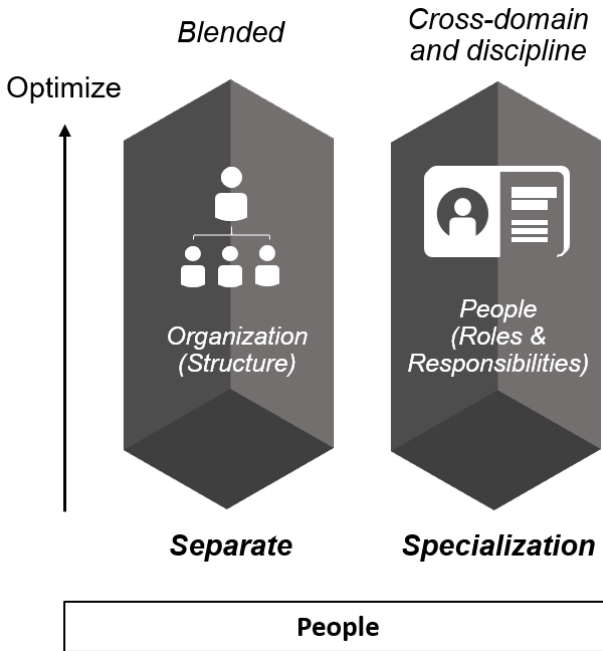 Blended
Cross-domain
and discipline
Optimize
Organization
(Structure)
People
(Roles &
Responsibilities)
Separate
Specialization
People